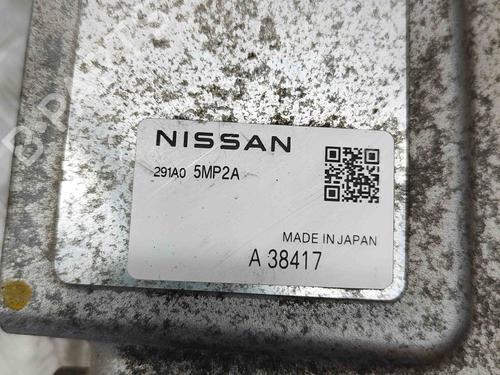 NISSAN
291A0 5MP2A
MADE IN JAPAN
A 38417